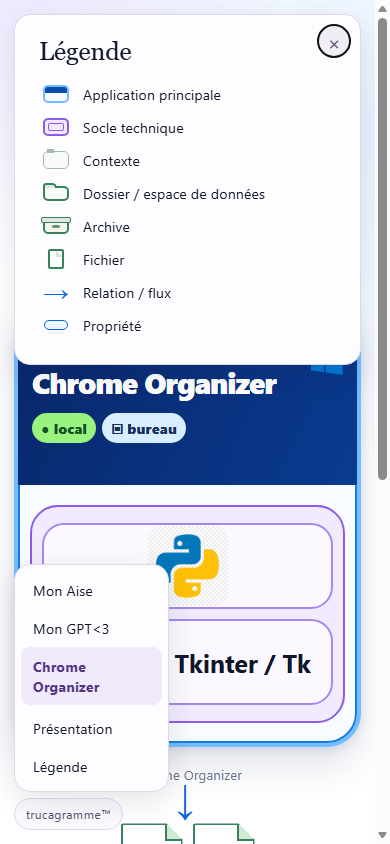 Légende
×
Application principale
Socle technique
Contexte
Dossier / espace de données
Archive
Fichier
Relation / flux
Propriété
Chrome Organizer
local
bureau
Tkinter / Tk
Mon Aise
Mon GPT<3
Chrome
Organizer
Présentation
Légende
Organizer
trucagramme™